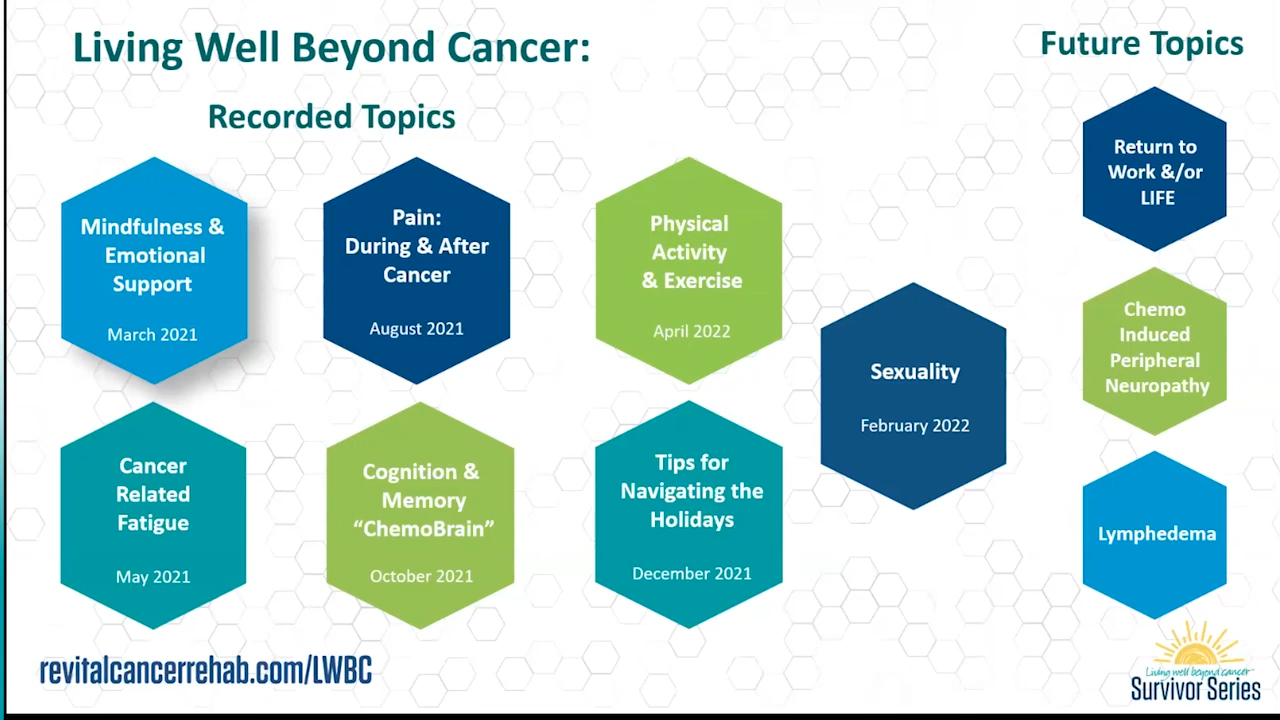 Living Well Beyond Cancer:
Recorded Topics
Mindfulness &
Emotional
Support
March 2021
Pain:
During & After
Cancer
August 2021
Physical
Activity
& Exercise
April 2022
Cancer
Related
Fatigue
May 2021
Cognition &
Memory
“ChemoBrain”
October 2021
Tips for
Navigating the
Holidays
December 2021
Sexuality
February 2022
Future Topics
Return to
Work &/or
LIFE
Chemo
Induced
Peripheral
Neuropathy
Lymphedema
revitalcancerrehab.com/LWBC
Living well beyond cancer
Survivor Series